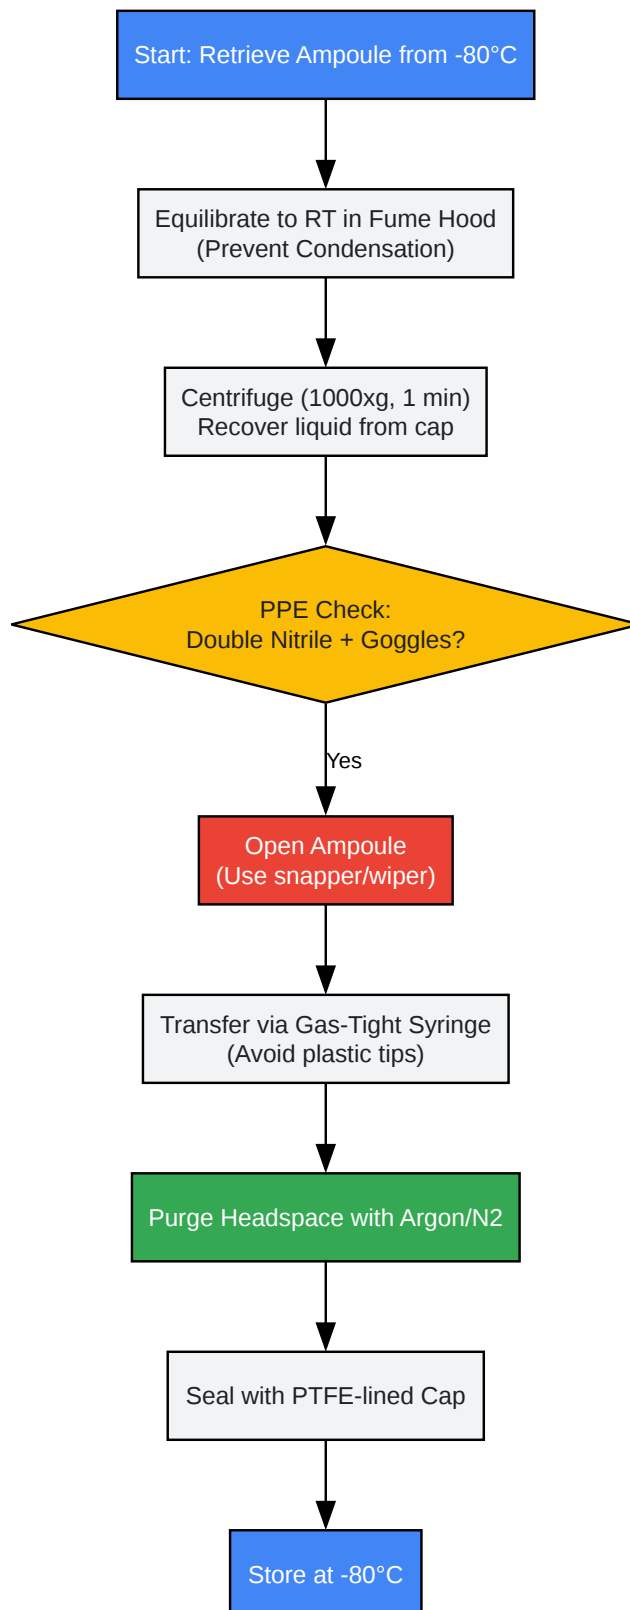 Start: Retrieve Ampoule from -80°C
Equilibrate to RT in Fume Hood
(Prevent Condensation)
Centrifuge (1000xg, 1 min)
Recover liquid from cap
PPE Check:
Double Nitrile + Goggles?
Yes
Open Ampoule
(Use snapper/wiper)
Transfer via Gas-Tight Syringe
(Avoid plastic tips)
Purge Headspace with Argon/N2
Seal with PTFE-lined Cap
Store at -80°C